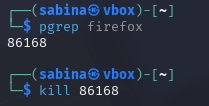 ┌──(sabina㉿vbox)-[~]
└─$ pgrep firefox
86168
┌──(sabina㉿vbox)-[~]
└─$ kill 86168